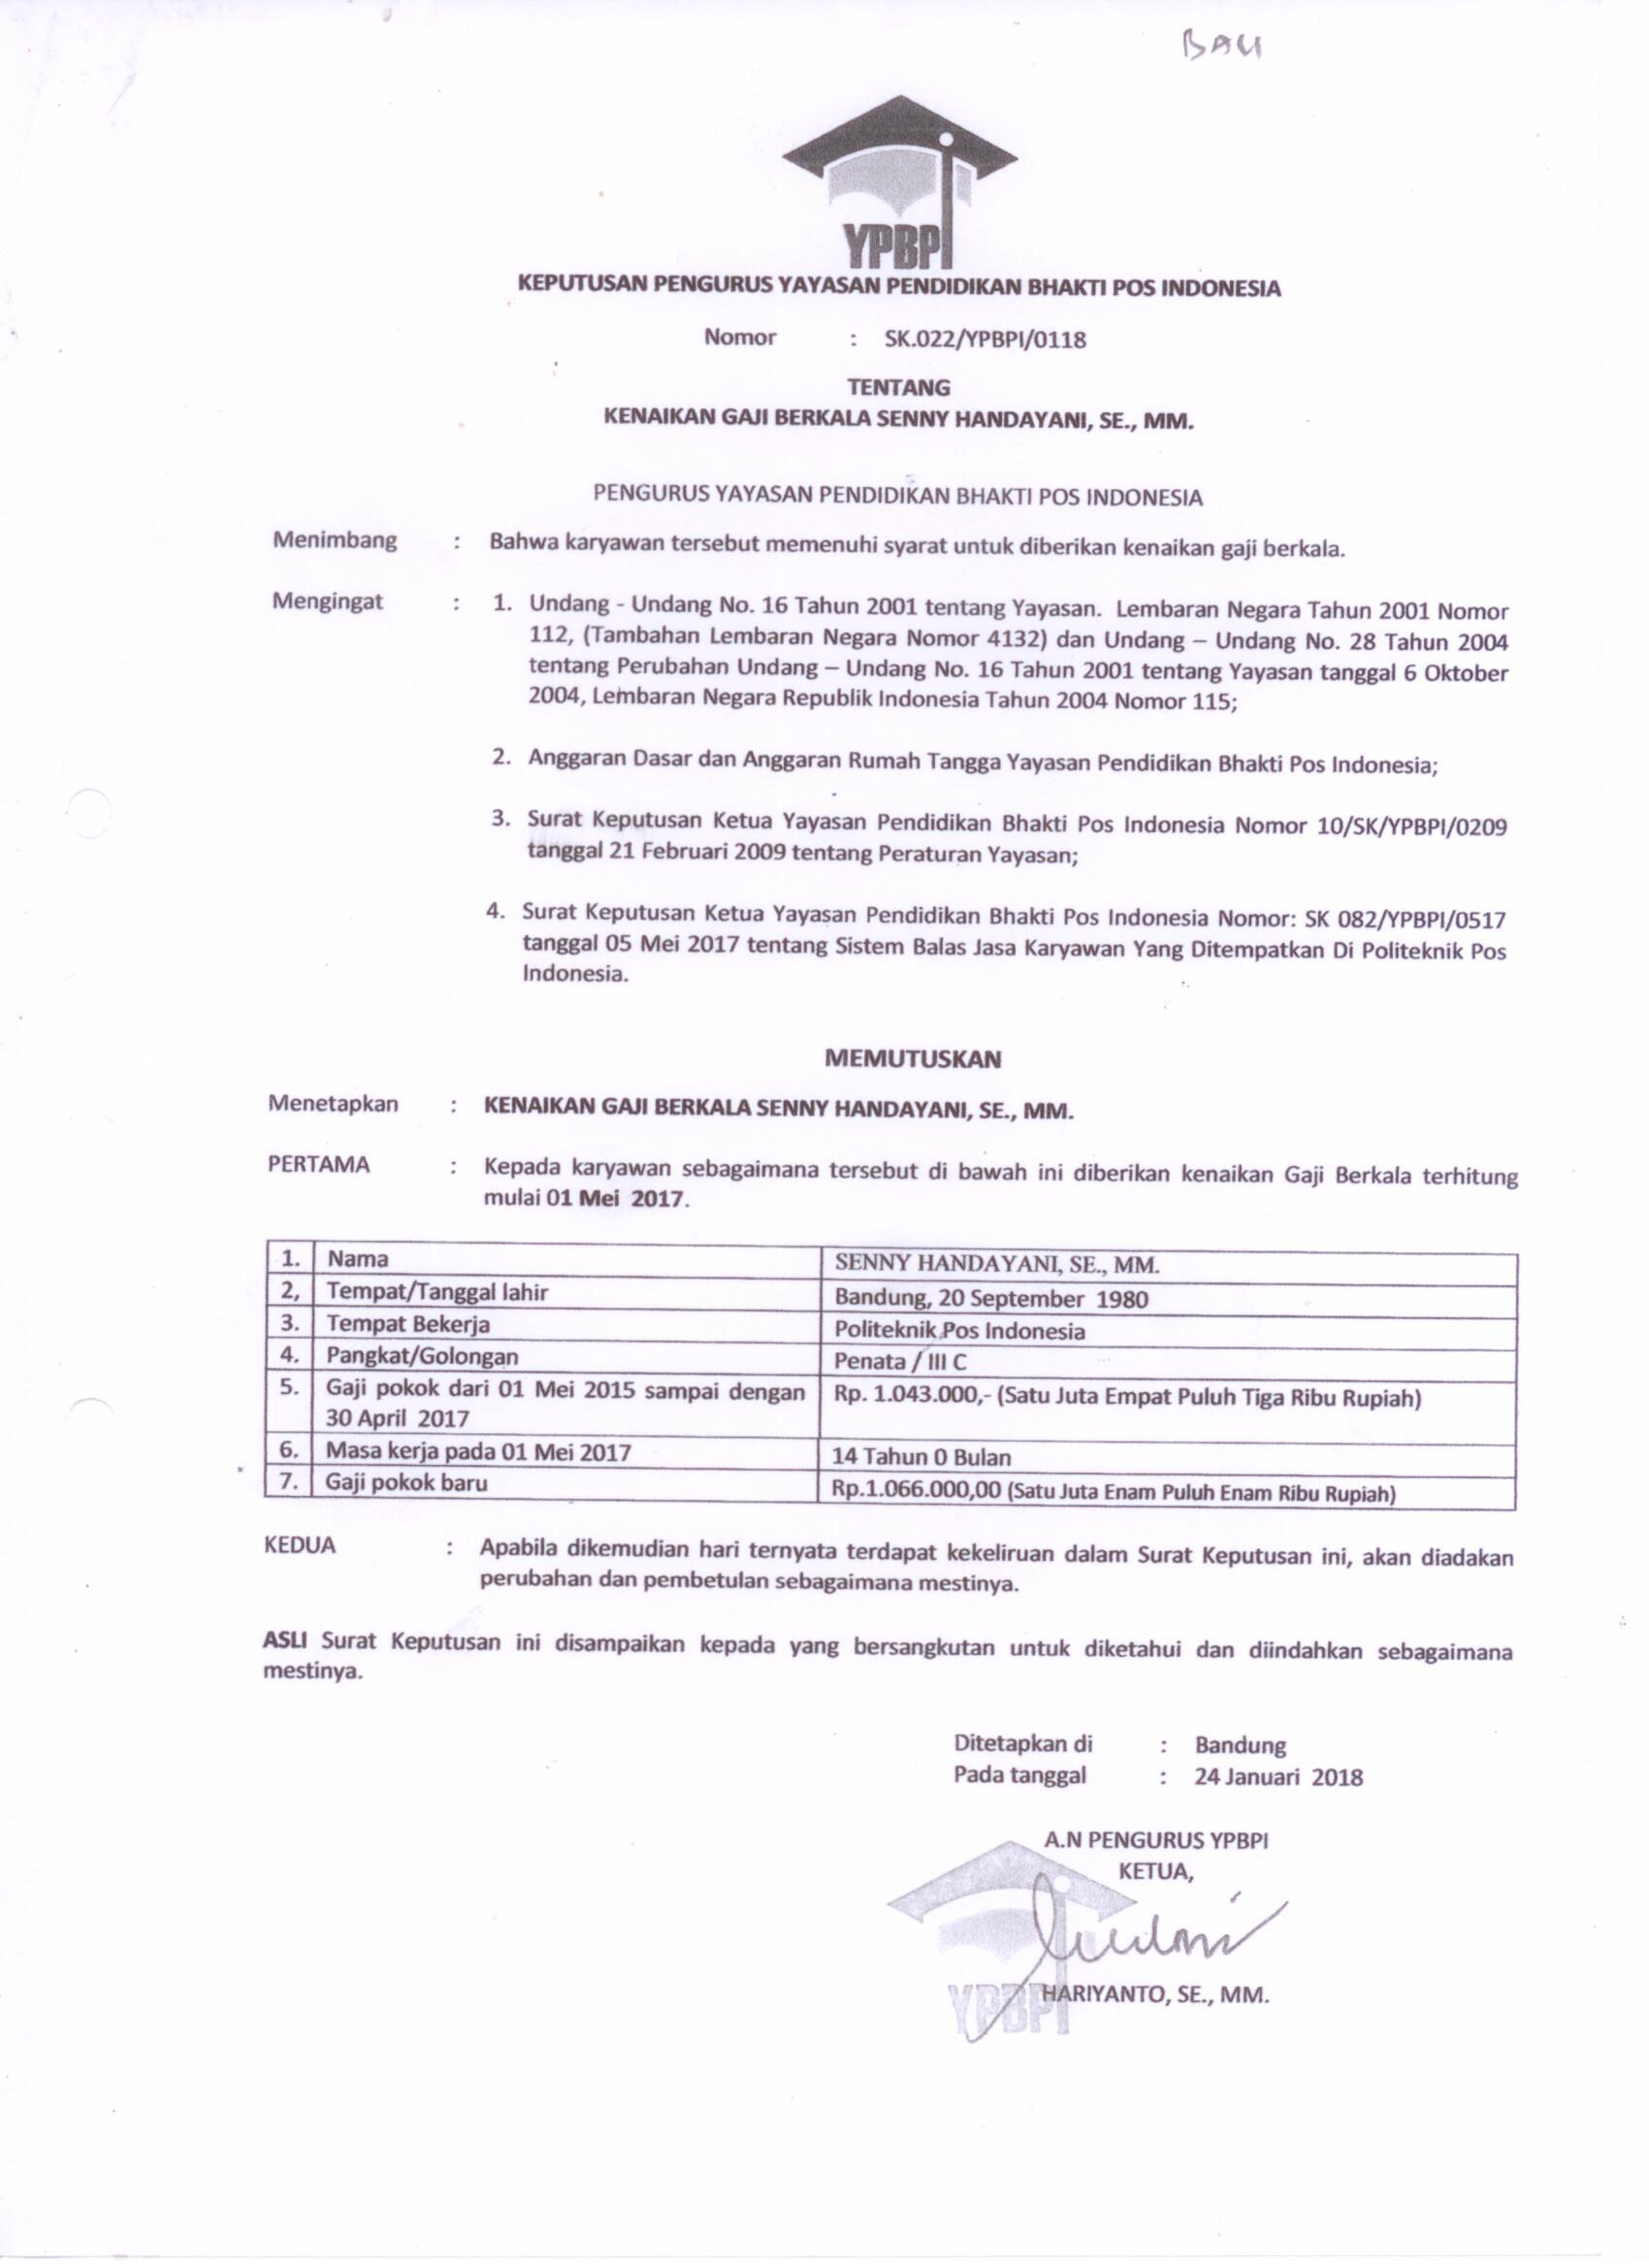 BAU
YPBPI
KEPUTUSAN PENGURUS YAYASAN PENDIDIKAN BHAKTI POS INDONESIA
Nomor : SK.022/YPBPI/0118
TENTANG
KENAIKAN GAJI BERKALA SENNY HANDAYANI, SE., MM.
PENGURUS YAYASAN PENDIDIKAN BHAKTI POS INDONESIA
Menimbang : Bahwa karyawan tersebut memenuhi syarat untuk diberikan kenaikan gaji berkala.
Mengingat : 1. Undang - Undang No. 16 Tahun 2001 tentang Yayasan. Lembaran Negara Tahun 2001 Nomor
112, (Tambahan Lembaran Negara Nomor 4132) dan Undang – Undang No. 28 Tahun 2004
tentang Perubahan Undang – Undang No. 16 Tahun 2001 tentang Yayasan tanggal 6 Oktober
2004, Lembaran Negara Republik Indonesia Tahun 2004 Nomor 115;
2. Anggaran Dasar dan Anggaran Rumah Tangga Yayasan Pendidikan Bhakti Pos Indonesia;
3. Surat Keputusan Ketua Yayasan Pendidikan Bhakti Pos Indonesia Nomor 10/SK/YPBPI/0209
tanggal 21 Februari 2009 tentang Peraturan Yayasan;
4. Surat Keputusan Ketua Yayasan Pendidikan Bhakti Pos Indonesia Nomor: SK 082/YPBPI/0517
tanggal 05 Mei 2017 tentang Sistem Balas Jasa Karyawan Yang Ditempatkan Di Politeknik Pos
Indonesia.
MEMUTUSKAN
Menetapkan : KENAIKAN GAJI BERKALA SENNY HANDAYANI, SE., MM.
PERTAMA : Kepada karyawan sebagaimana tersebut di bawah ini diberikan kenaikan Gaji Berkala terhitung
mulai 01 Mei 2017.
1. Nama SENNY HANDAYANI, SE., MM.
2, Tempat/Tanggal lahir Bandung, 20 September 1980
3. Tempat Bekerja Politeknik Pos Indonesia
4. Pangkat/Golongan Penata / III C
5. Gaji pokok dari 01 Mei 2015 sampai dengan Rp. 1.043.000,- (Satu Juta Empat Puluh Tiga Ribu Rupiah)
30 April 2017
6. Masa kerja pada 01 Mei 2017 14 Tahun 0 Bulan
7. Gaji pokok baru Rp.1.066.000,00 (Satu Juta Enam Puluh Enam Ribu Rupiah)
KEDUA : Apabila dikemudian hari ternyata terdapat kekeliruan dalam Surat Keputusan ini, akan diadakan
perubahan dan pembetulan sebagaimana mestinya.
ASLI Surat Keputusan ini disampaikan kepada yang bersangkutan untuk diketahui dan diindahkan sebagaimana
mestinya.
Ditetapkan di : Bandung
Pada tanggal : 24 Januari 2018
A.N PENGURUS YPBPI
KETUA,
HARIYANTO, SE., MM.
YPBPI